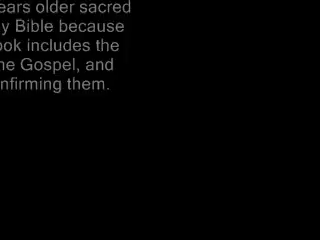 ears older sacred
y Bible because
ook includes the
he Gospel, and
nfirming them.